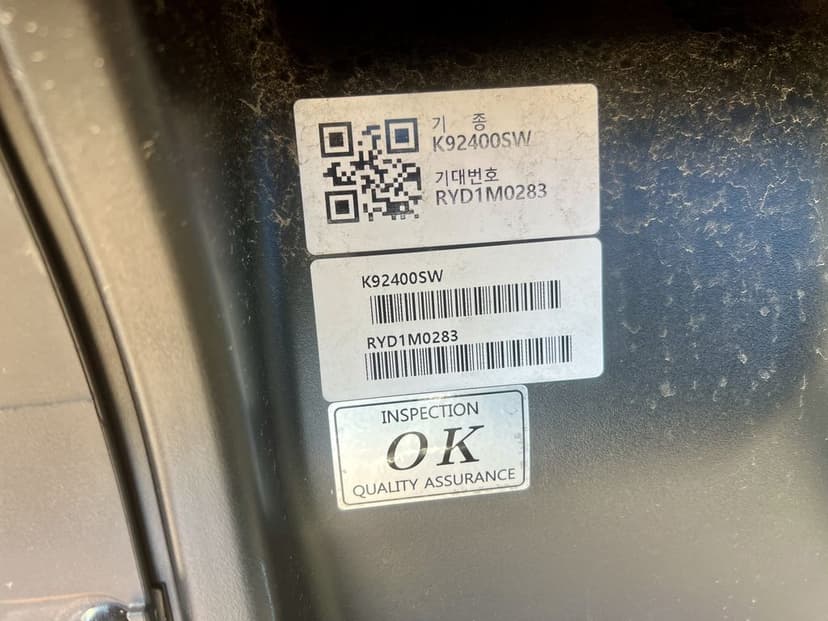 기 종
K92400SW
기대번호
RYD1M0283
K92400SW
RYD1M0283
INSPECTION
OK
QUALITY ASSURANCE